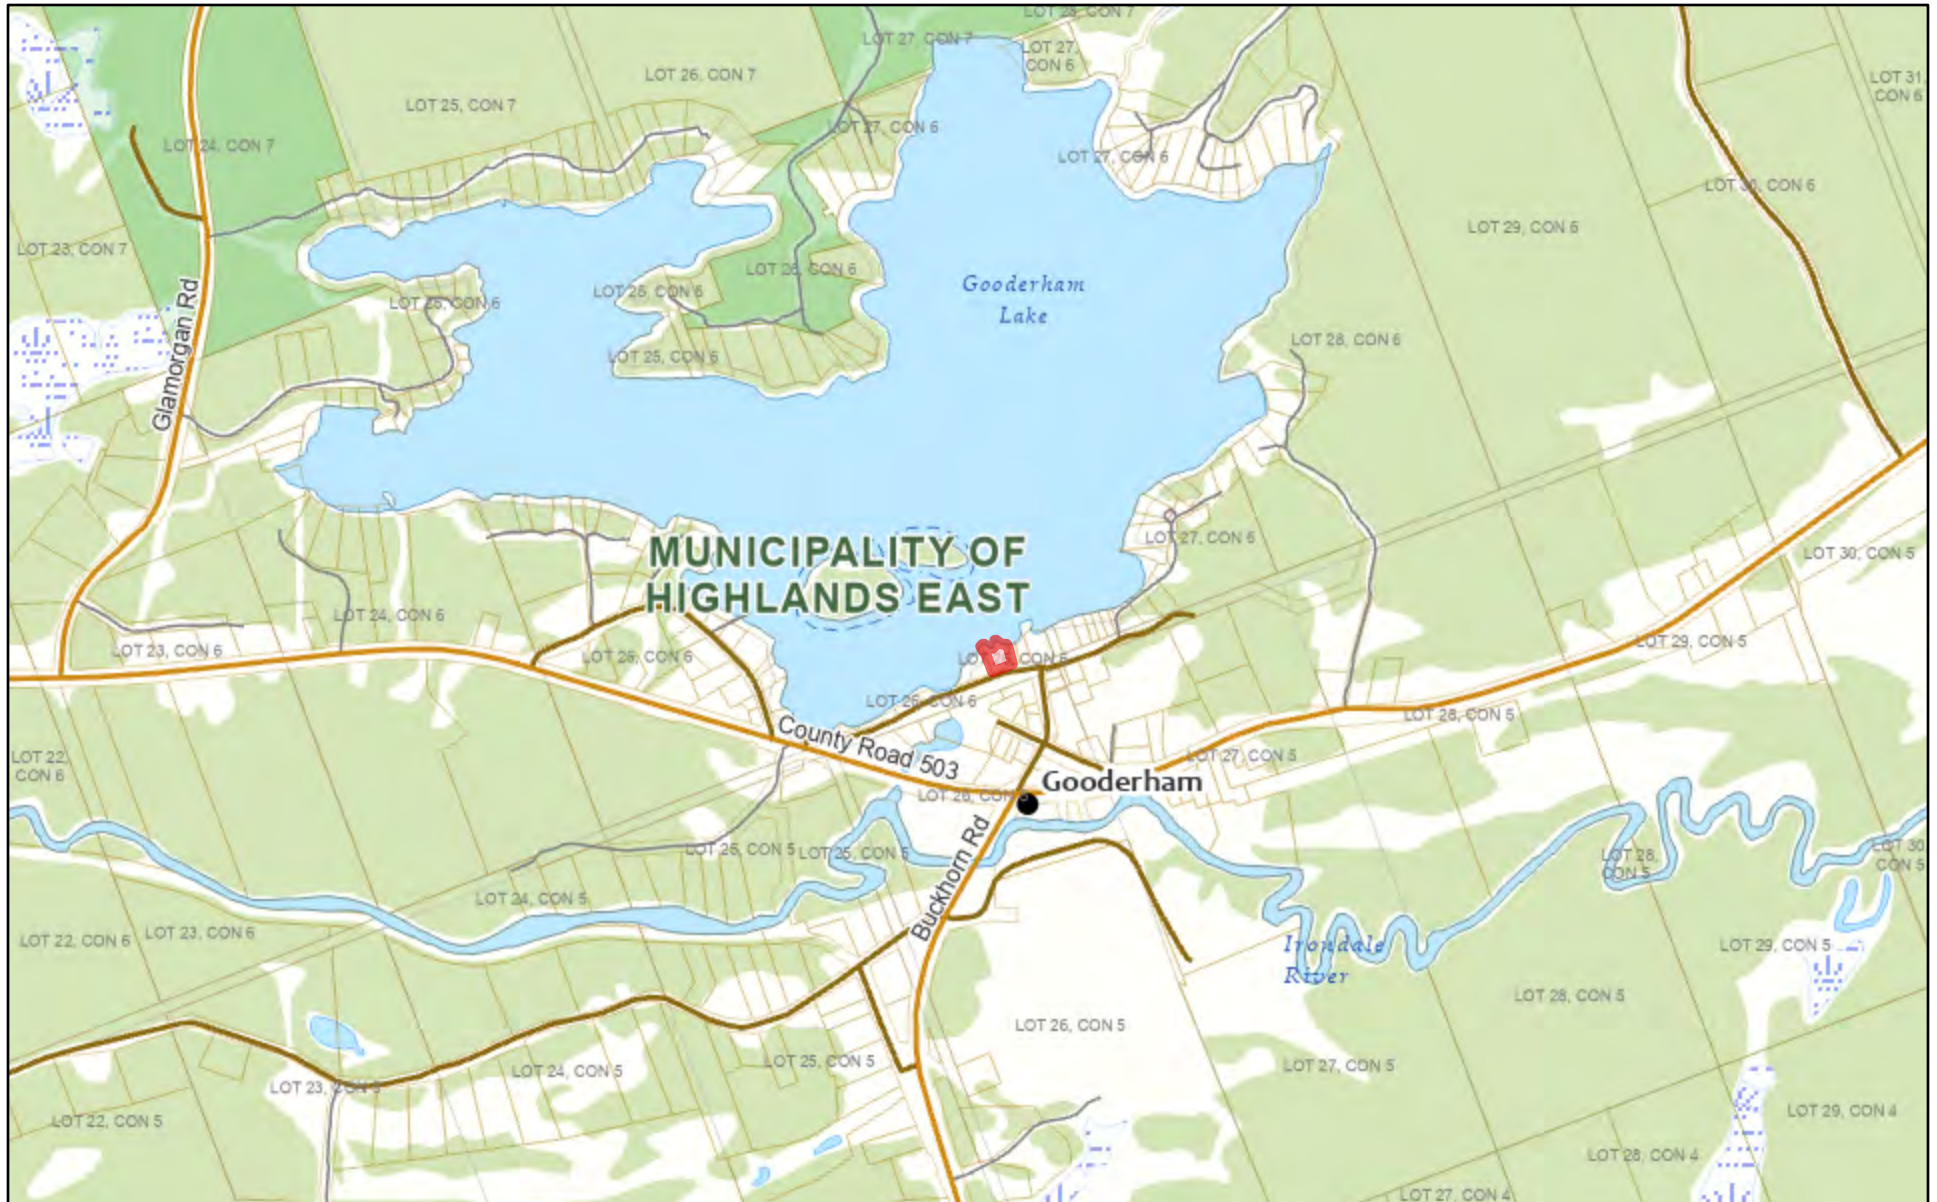 LOT 28, CON 7
LOT 27, CON 7
LOT 27,
CON 6
LOT 26, CON 7
LOT 31,
CON 6
LOT 25, CON 7
LOT 27, CON 6
LOT 24, CON 7
LOT 27, CON 6
LOT 30, CON 6
LOT 29, CON 6
LOT 23, CON 7
LOT 26, CON 6
Gooderham
Lake
LOT 25, CON 6
LOT 25, CON 6
Glamorgan Rd
LOT 28, CON 6
LOT 25, CON 6
MUNICIPALITY OF
HIGHLANDS EAST
LOT 27, CON 6
LOT 30, CON 5
LOT 24, CON 6
LOT 23, CON 6
LOT 29, CON 5
LOT 26, CON 6
CON 6
LOT 26, CON 6
LOT 28, CON 5
County Road 503
LOT 22,
CON 6
LOT 27, CON 5
Gooderham
LOT 26, CON
Buckhorn Rd
LOT 25, CON 5
LOT 25, CON 5
LOT 28,
CON 5
LOT 30
CON 5
LOT 24, CON 5
LOT 22, CON 6
LOT 23, CON 6
Irondale
River
LOT 29, CON 5
LOT 28, CON 5
LOT 26, CON 5
LOT 25, CON 5
LOT 24, CON 5
LOT 27, CON 5
LOT 23, CON 5
LOT 22, CON 5
LOT 29, CON 4
LOT 28, CON 4
LOT 27, CON 4